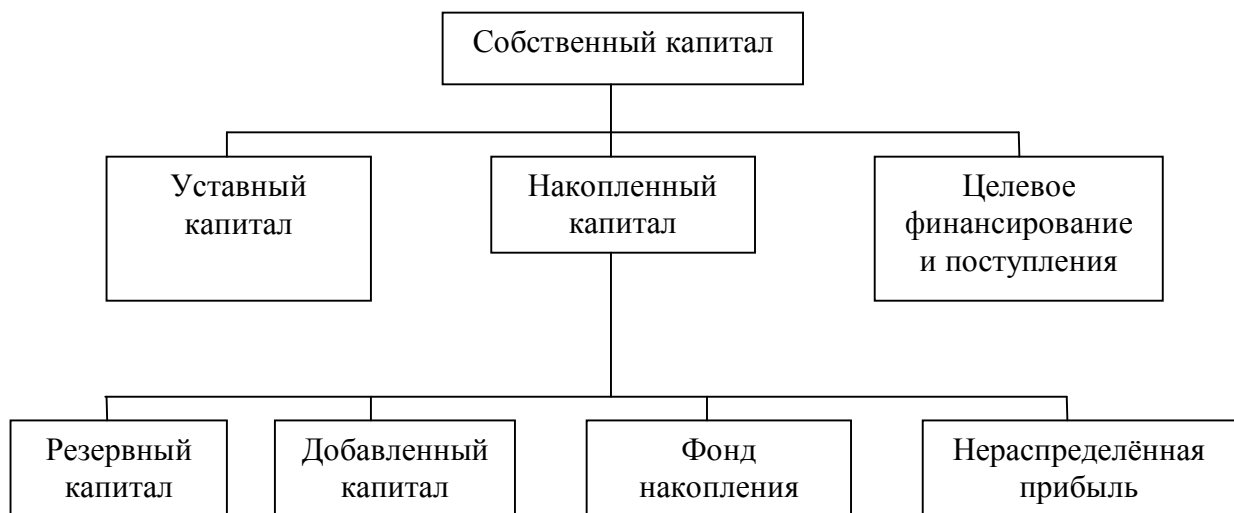 Собственный капитал
Уставный
капитал
Накопленный
капитал
Целевое
финансирование
и поступления
Резервный
капитал
Добавленный
капитал
Фонд
накопления
Нераспределённая
прибыль